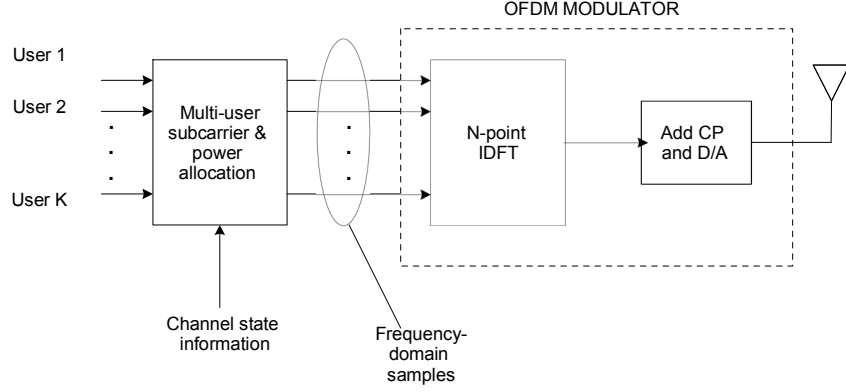 OFDM MODULATOR
User 1
User 2
User K
Multi-user
subcarrier &
power
allocation
N-point
IDFT
Add CP
and D/A
Channel state
information
Frequency-
domain
samples